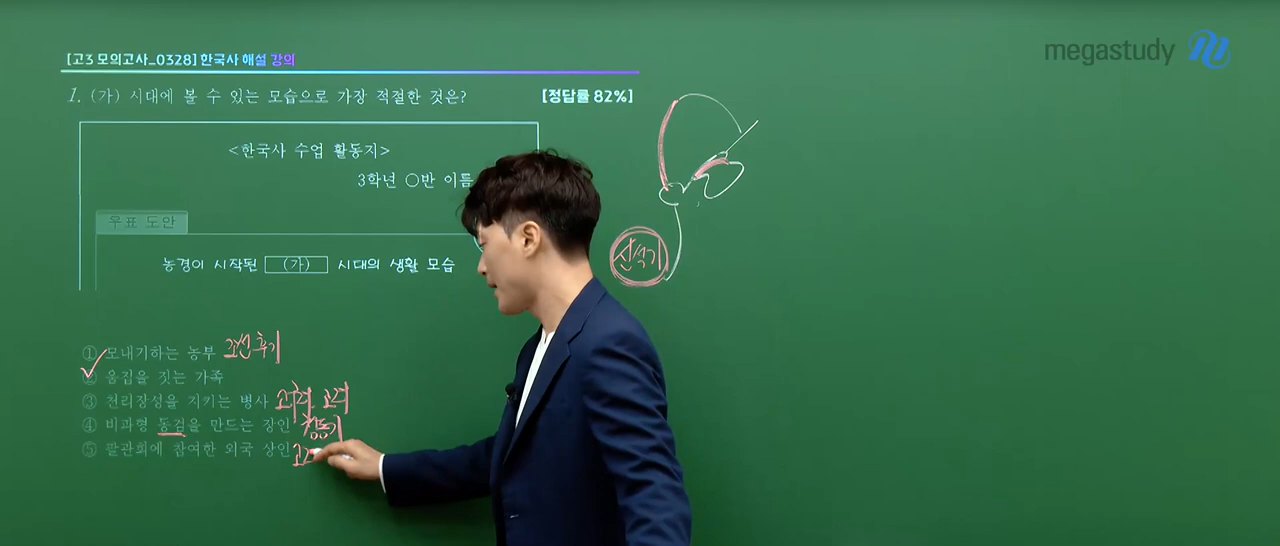 megastudy
[고3 모의고사_0328] 한국사 해설 강의
1. (가) 시대에 볼 수 있는 모습으로 가장 적절한 것은?
[정답률 82%]
<한국사 수업 활동지>
3학년 ○반 이름
우표 도안
농경이 시작된 (가) 시대의 생활 모습
신석기
① 모내기하는 농부 조선 후기
② 움집을 짓는 가족
③ 천리장성을 지키는 병사 고구려, 고려
④ 비파형 동검을 만드는 장인 청동기
⑤ 팔관회에 참여한 외국 상인 고